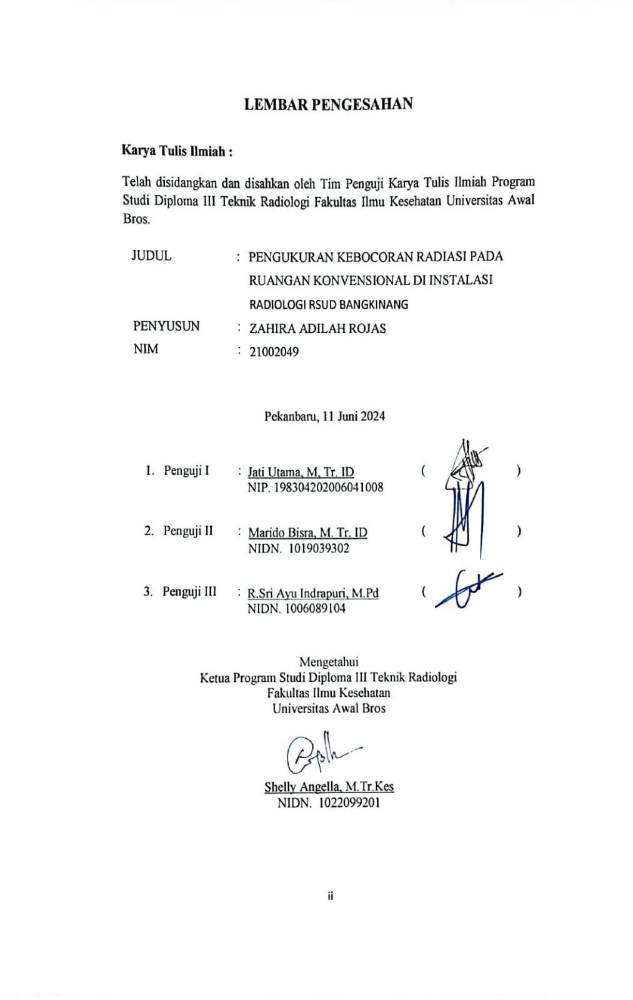 LEMBAR PENGESAHAN
Karya Tulis Ilmiah :
Telah disidangkan dan disahkan oleh Tim Penguji Karya Tulis Ilmiah Program
Studi Diploma III Teknik Radiologi Fakultas Ilmu Kesehatan Universitas Awal
Bros.
JUDUL : PENGUKURAN KEBOCORAN RADIASI PADA
RUANGAN KONVENSIONAL DI INSTALASI
RADIOLOGI RSUD BANGKINANG
PENYUSUN : ZAHIRA ADILAH ROJAS
NIM : 21002049
Pekanbaru, 11 Juni 2024
1. Penguji I : Jati Utama, M, Tr. ID ( )
NIP. 198304202006041008
2. Penguji II : Marido Bisra, M. Tr. ID ( )
NIDN. 1019039302
3. Penguji III : R.Sri Ayu Indrapuri, M.Pd ( )
NIDN. 1006089104
Mengetahui
Ketua Program Studi Diploma III Teknik Radiologi
Fakultas Ilmu Kesehatan
Universitas Awal Bros
Shelly Angella, M.Tr.Kes
NIDN. 1022099201
ii